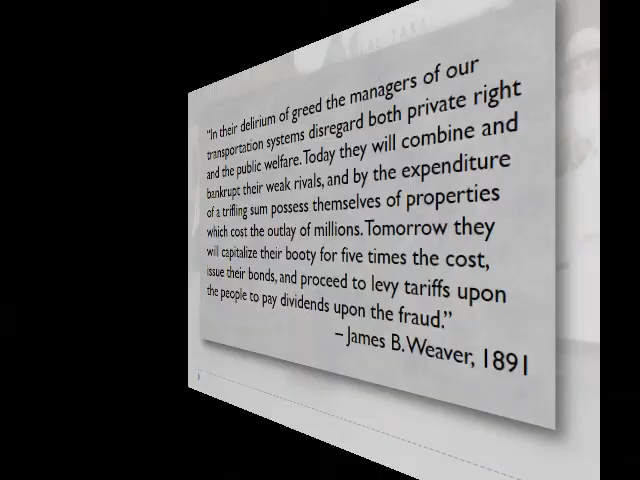 "In their delirium of greed the managers of our
transportation systems disregard both private right
and the public welfare. Today they will combine and
bankrupt their weak rivals, and by the expenditure
of a trifling sum possess themselves of properties
which cost the outlay of millions. Tomorrow they
will capitalize their booty for five times the cost,
issue their bonds, and proceed to levy tariffs upon
the people to pay dividends upon the fraud."
– James B. Weaver, 1891